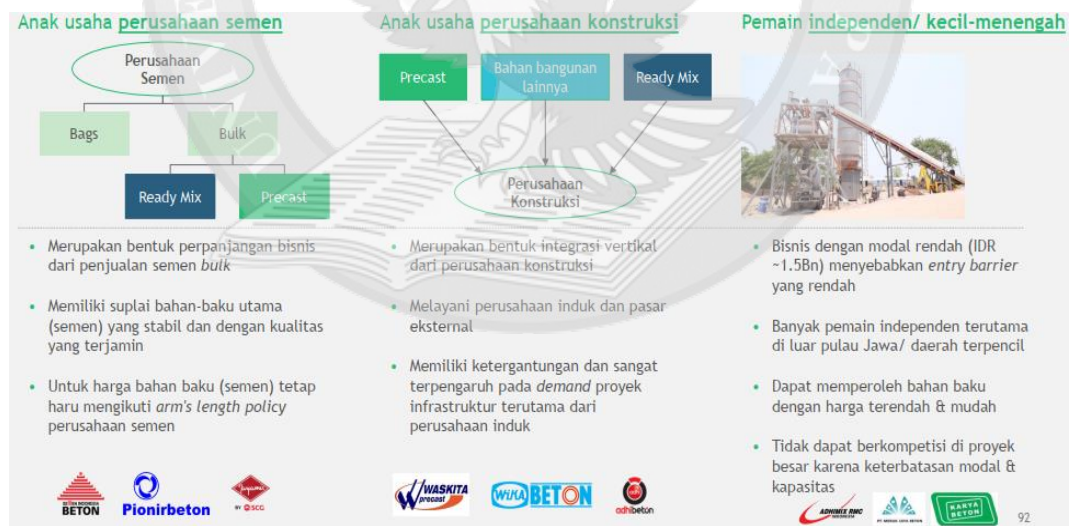 Anak usaha perusahaan semen
Perusahaan
Semen
Bags
Bulk
Ready Mix
Precast
• Merupakan bentuk perpanjangan bisnis
dari penjualan semen bulk
• Memiliki suplai bahan-baku utama
(semen) yang stabil dan dengan kualitas
yang terjamin
• Untuk harga bahan baku (semen) tetap
haru mengikuti arm's length policy
perusahaan semen
BETON
Pionirbeton
Jayamix
BY SCG
Anak usaha perusahaan konstruksi
Precast
Bahan bangunan
lainnya
Ready Mix
Perusahaan
Konstruksi
• Merupakan bentuk integrasi vertikal
dari perusahaan konstruksi
• Melayani perusahaan induk dan pasar
eksternal
• Memiliki ketergantungan dan sangat
terpengaruh pada demand proyek
infrastruktur terutama dari
perusahaan induk
WASKITA
precast
WIKA BETON
adhi
adhibeton
Pemain independen/ kecil-menengah
• Bisnis dengan modal rendah (IDR
~1.5Bn) menyebabkan entry barrier
yang rendah
• Banyak pemain independen terutama
di luar pulau Jawa/ daerah terpencil
• Dapat memperoleh bahan baku
dengan harga terendah & mudah
• Tidak dapat berkompetisi di proyek
besar karena keterbatasan modal &
kapasitas
ADHIMIX RMC
INDONESIA
KARYA
BETON
92